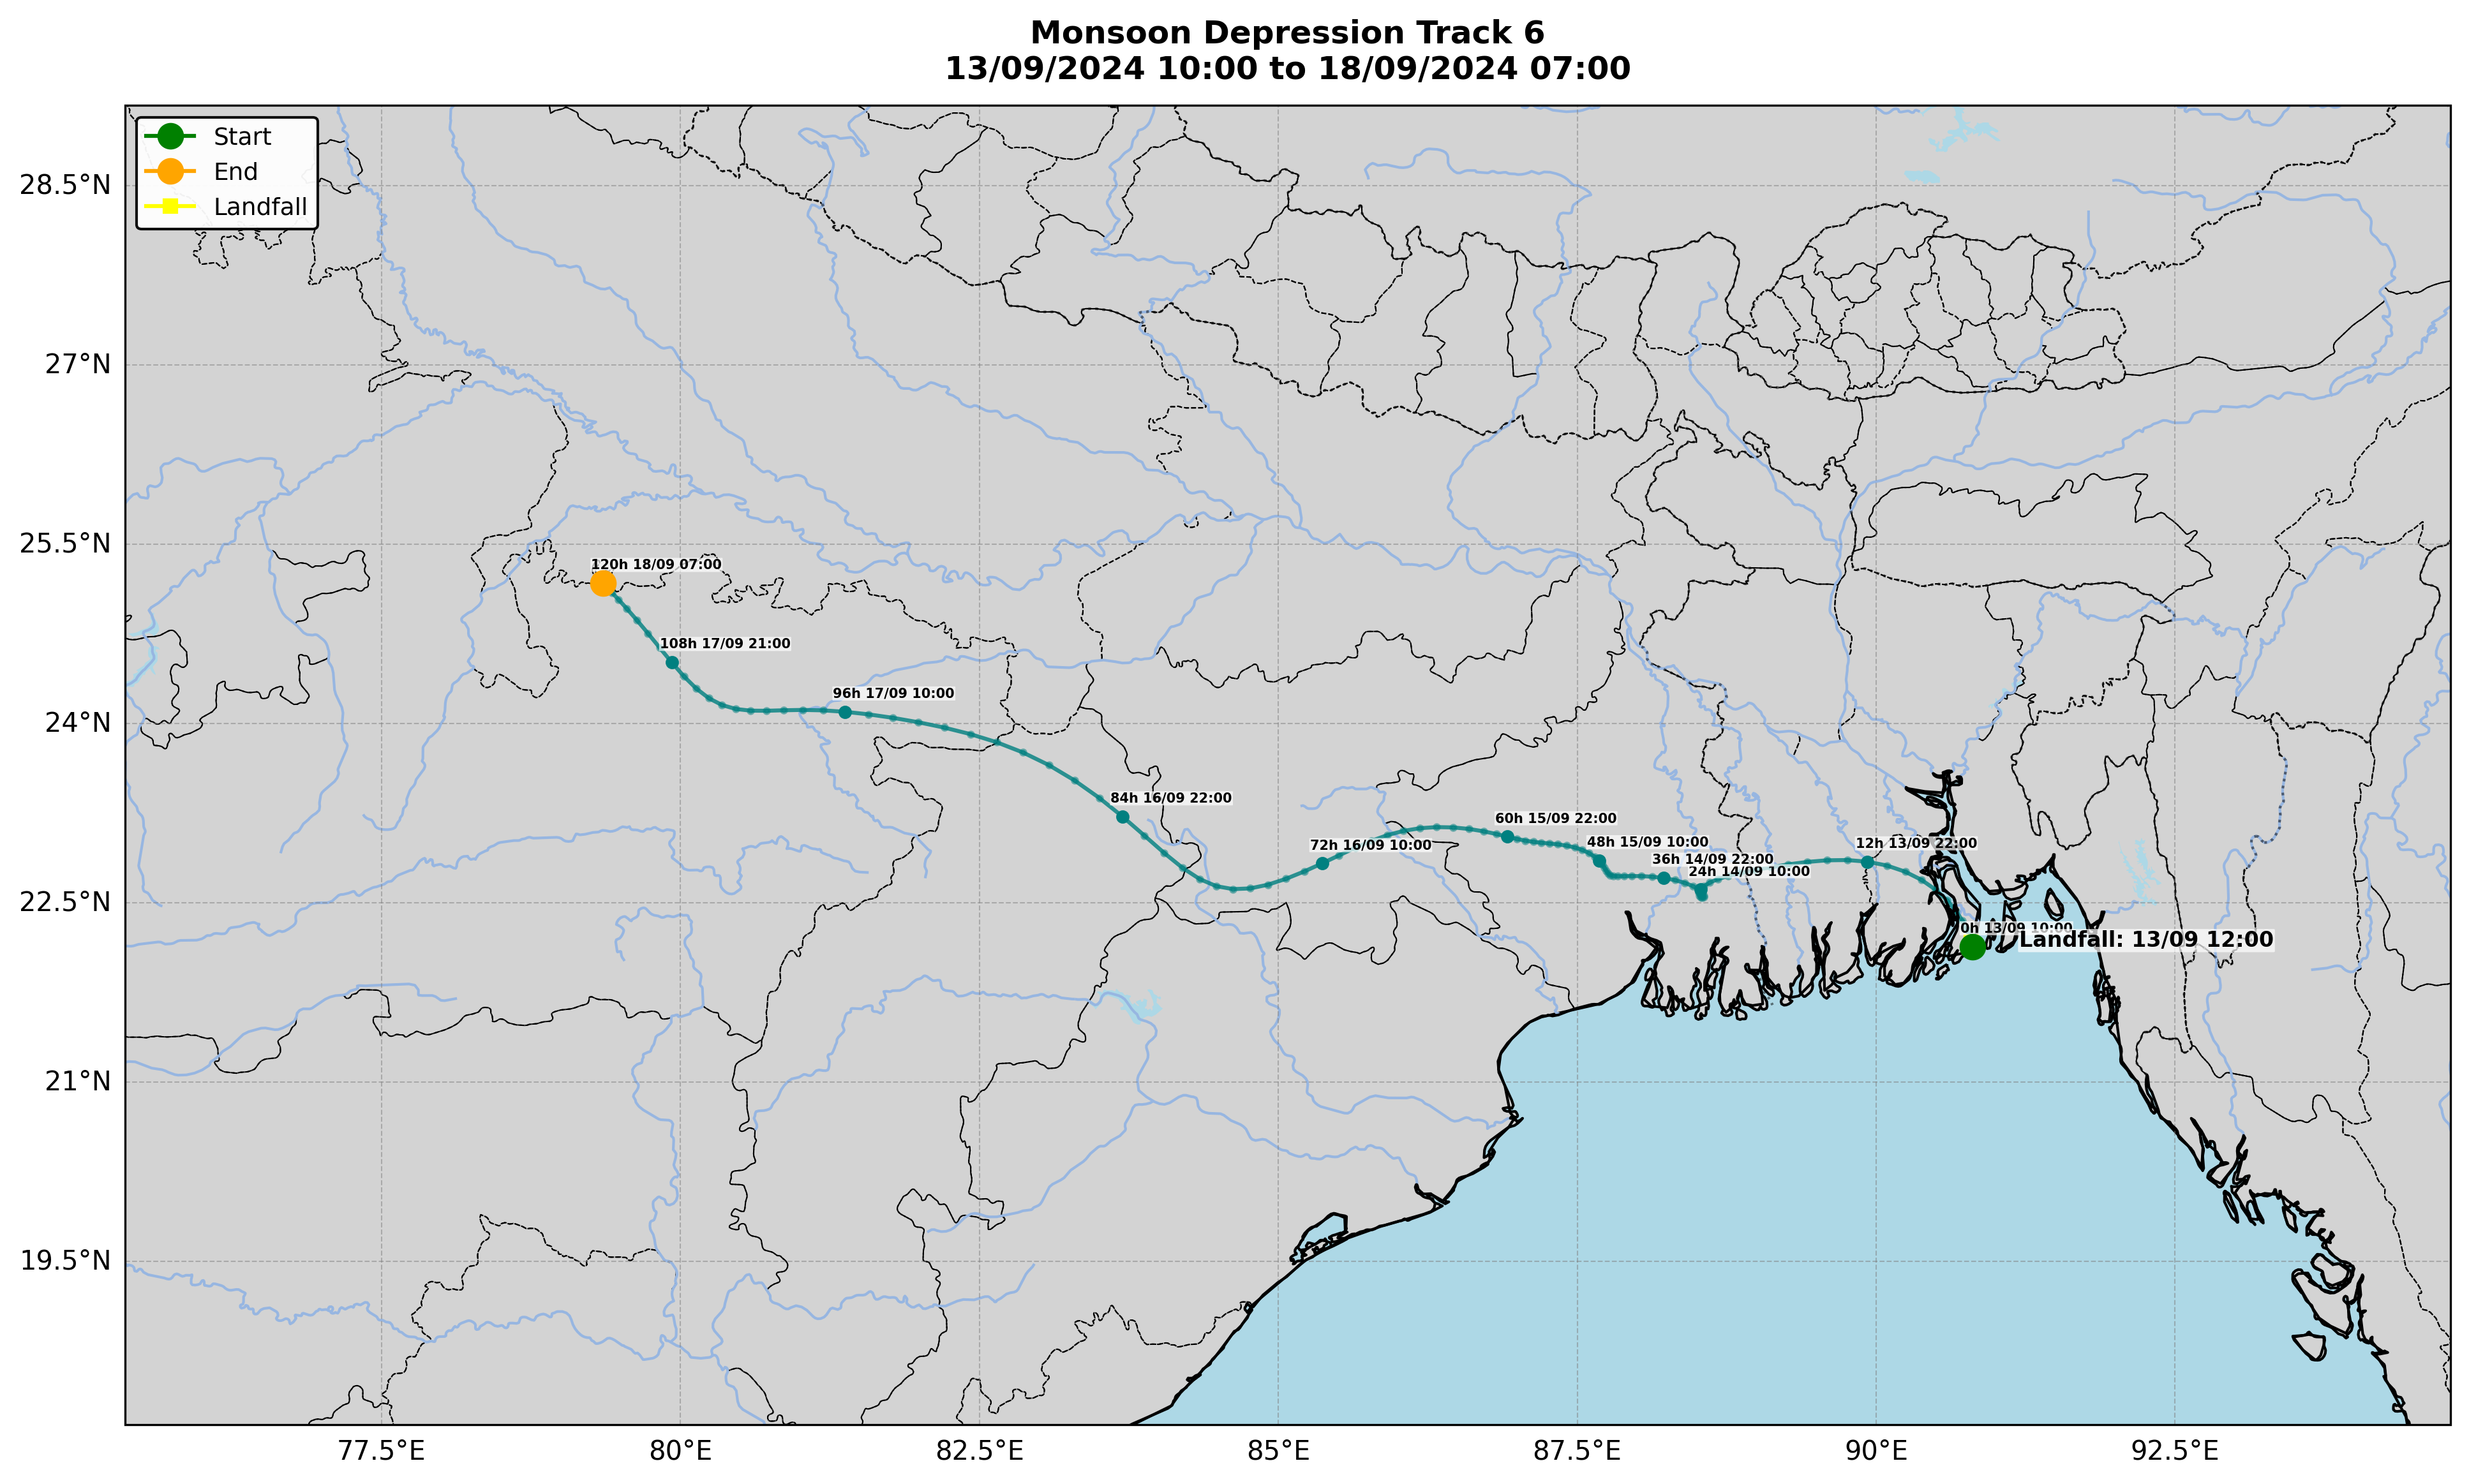 Monsoon Depression Track 6
13/09/2024 10:00 to 18/09/2024 07:00
Start
End
Landfall
28.5°N
27°N
25.5°N
24°N
22.5°N
21°N
19.5°N
120h 18/09 07:00
108h 17/09 21:00
96h 17/09 10:00
84h 16/09 22:00
72h 16/09 10:00
60h 15/09 22:00
48h 15/09 10:00
36h 14/09 22:00
24h 14/09 10:00
12h 13/09 22:00
0h 13/09 10:00
Landfall: 13/09 12:00
77.5°E
80°E
82.5°E
85°E
87.5°E
90°E
92.5°E